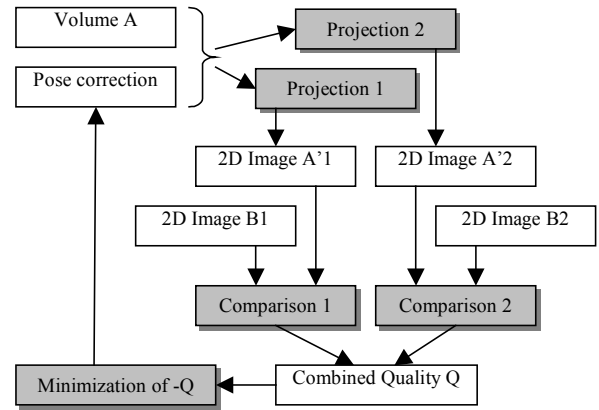 Volume A
Projection 2
Pose correction
Projection 1
2D Image A'1
2D Image A'2
2D Image B1
2D Image B2
Comparison 1
Comparison 2
Minimization of -Q
Combined Quality Q